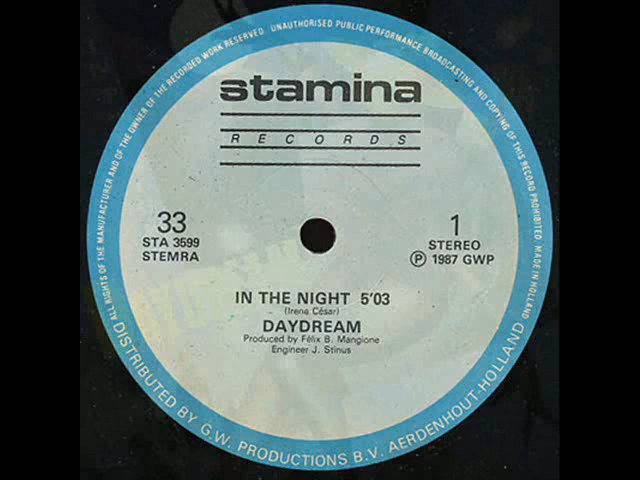 ALL RIGHTS OF THE MANUFACTURER AND OF THE OWNER OF THE RECORDED WORK RESERVED. UNAUTHORISED PUBLIC PERFORMANCE BROADCASTING AND COPYING OF THIS RECORD PROHIBITED. MADE IN HOLLAND
stamina
RECORDS
33
STA 3599
STEMRA
1
STEREO
Ⓟ 1987 GWP
IN THE NIGHT 5'03
(Irena César)
DAYDREAM
Produced by Félix B. Mangione
Engineer J. Stinus
DISTRIBUTED BY G.W. PRODUCTIONS B.V. AERDENHOUT-HOLLAND